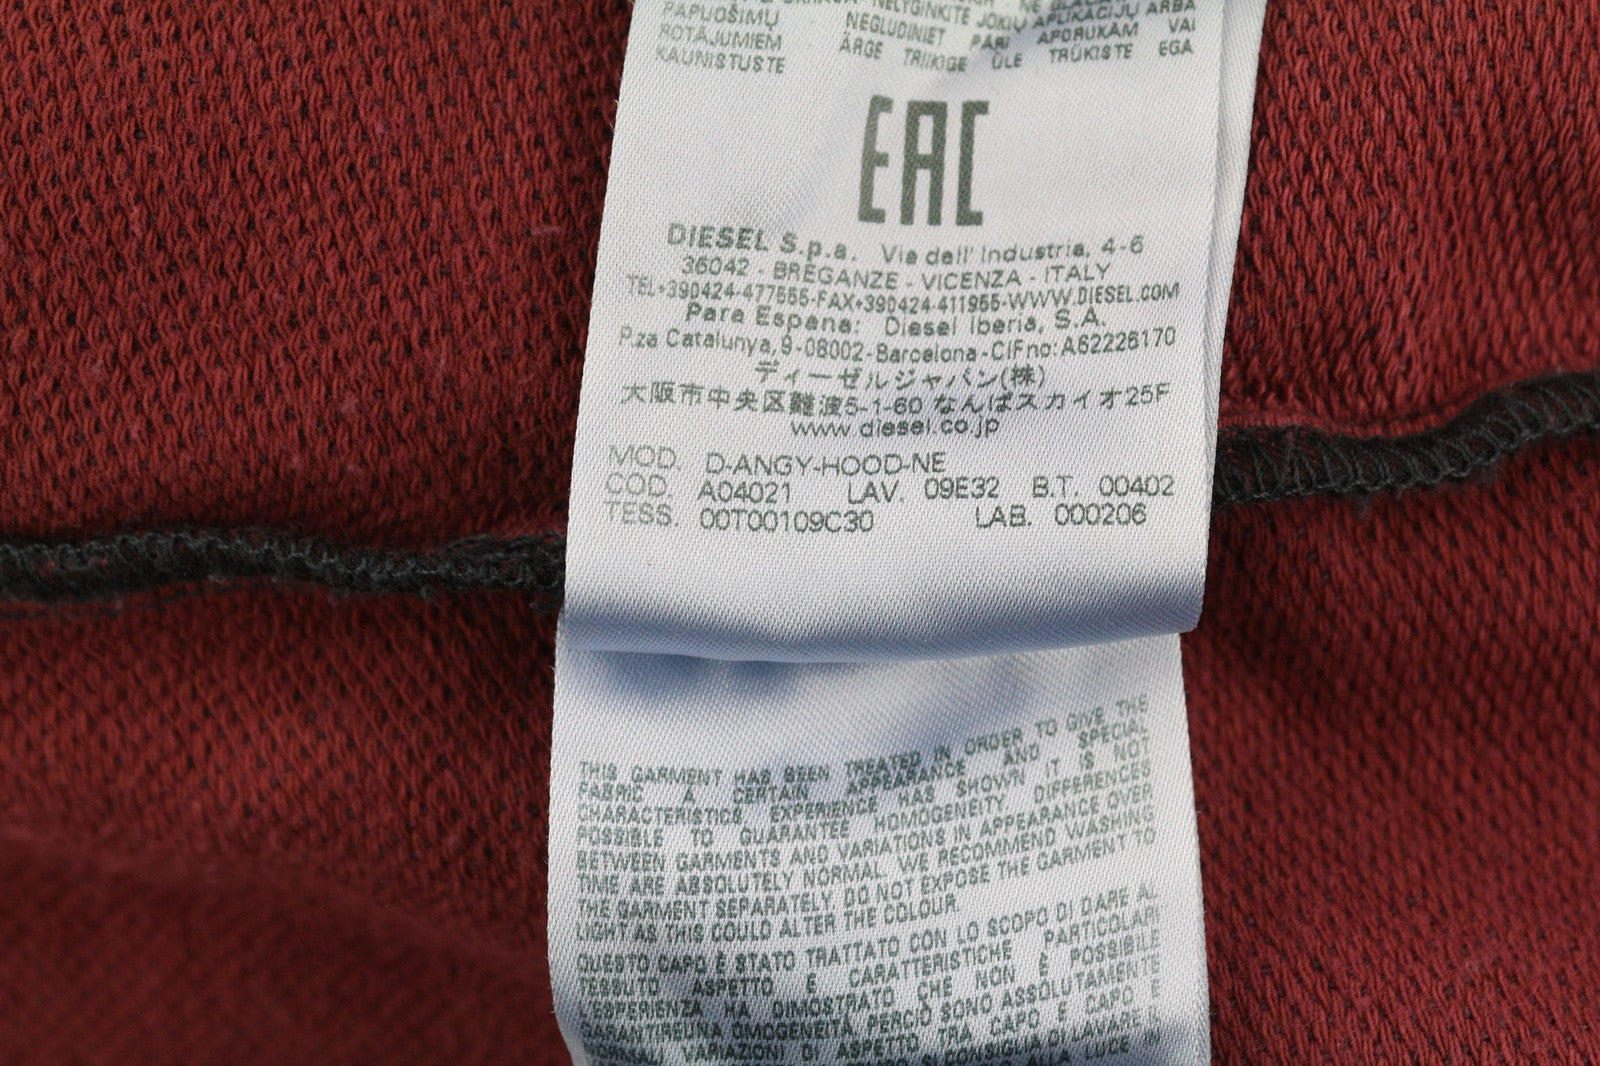 NELYGINKITE JOKIŲ APLIKACIJŲ ARBA
PAPUOŠIMŲ NEGLUDINIET PĀRI APDRUKĀM VAI
ROTĀJUMIEM ÄRGE TRIIKIGE ÜLE TRÜKISTE EGA
KAUNISTUSTE
EAC
DIESEL S.p.a. Via dell' Industria, 4-6
36042 - BREGANZE - VICENZA - ITALY
TEL+390424-477555-FAX+390424-411955-WWW.DIESEL.COM
Para Espana: Diesel Iberia, S.A.
P.za Catalunya, 9-08002-Barcelona-CIF no: A62226170
ディーゼルジャパン(株)
大阪市中央区難波5-1-60 なんばスカイオ25F
www.diesel.co.jp
MOD. D-ANGY-HOOD-NE
COD. A04021 LAV. 09E32 B.T. 00402
TESS. 00T00109C30 LAB. 000206
THIS GARMENT HAS BEEN TREATED IN ORDER TO GIVE THE
FABRIC A CERTAIN APPEARANCE AND SPECIAL
CHARACTERISTICS. EXPERIENCE HAS SHOWN IT IS NOT
POSSIBLE TO GUARANTEE HOMOGENEITY. DIFFERENCES
BETWEEN GARMENTS AND VARIATIONS IN APPEARANCE OVER
TIME ARE ABSOLUTELY NORMAL. WE RECOMMEND WASHING
THE GARMENT SEPARATELY. DO NOT EXPOSE THE GARMENT TO
LIGHT AS THIS COULD ALTER THE COLOUR.
QUESTO CAPO È STATO TRATTATO CON LO SCOPO DI DARE AL
TESSUTO ASPETTO E CARATTERISTICHE PARTICOLARI
L'ESPERIENZA HA DIMOSTRATO CHE NON È POSSIBILE
GARANTIRE UNA OMOGENEITÀ, PERCIÒ SONO ASSOLUTAMENTE
NORMALI VARIAZIONI DI ASPETTO TRA CAPO E CAPO E
SI CONSIGLIA DI LAVARE
LUCE